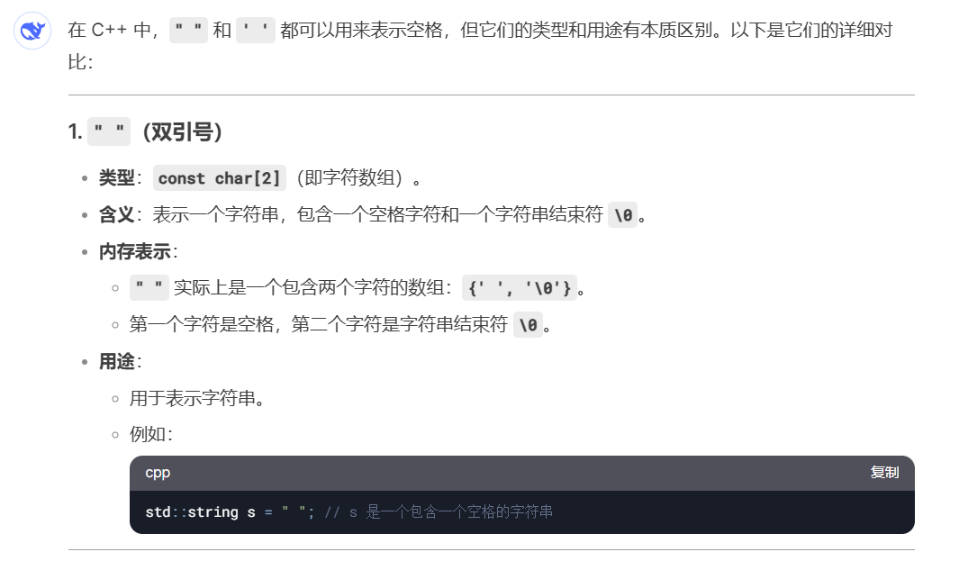 在 C++ 中，" " 和 ' ' 都可以用来表示空格，但它们的类型和用途有本质区别。以下是它们的详细对
比：
1. " "（双引号）
• 类型：const char[2]（即字符数组）。
• 含义：表示一个字符串，包含一个空格字符和一个字符串结束符 \0。
• 内存表示：
◦ " " 实际上是一个包含两个字符的数组：{' ', '\0'}。
◦ 第一个字符是空格，第二个字符是字符串结束符 \0。
• 用途：
◦ 用于表示字符串。
◦ 例如：
cpp 复制
std::string s = " "; // s 是一个包含一个空格的字符串